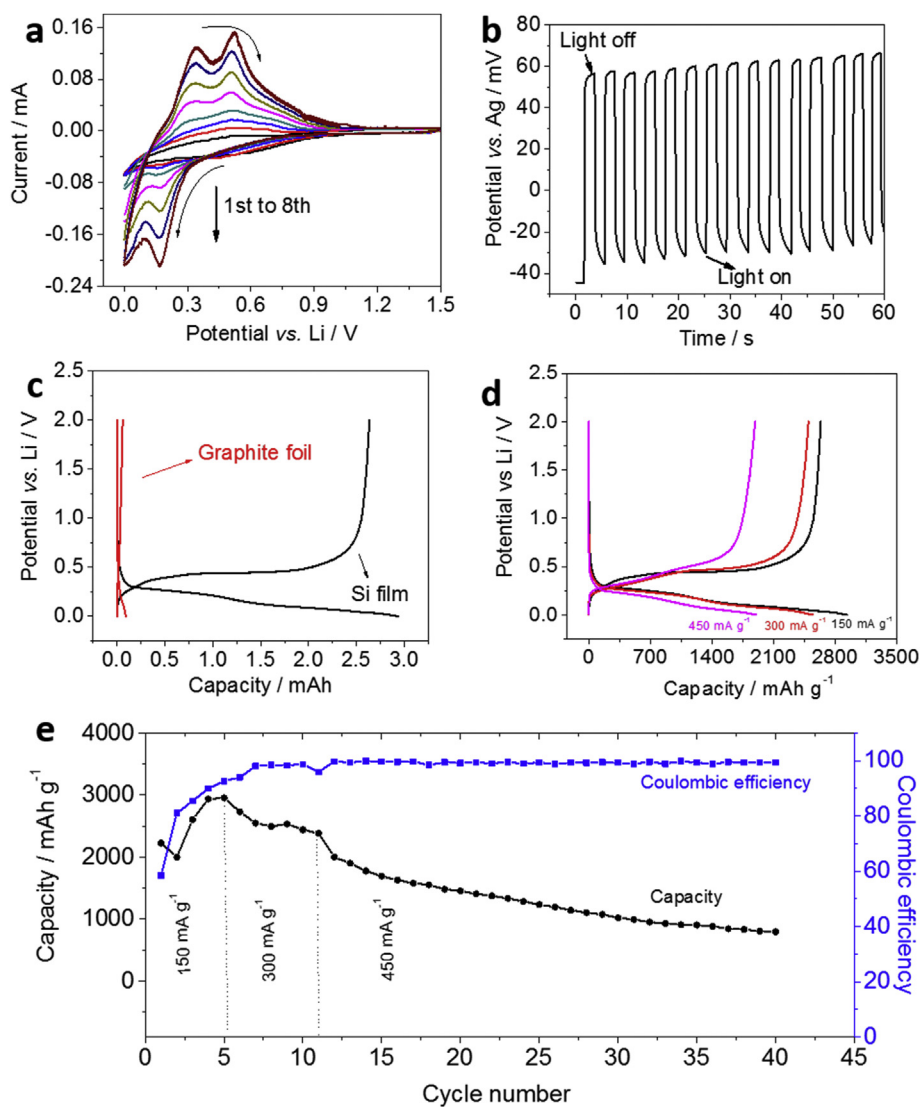 a
0.16
0.08
0.00
-0.08
-0.16
-0.24
Current / mA
1st to 8th
0.0 0.3 0.6 0.9 1.2 1.5
Potential vs. Li / V
b
80
60
40
20
0
-20
-40
Potential vs. Ag / mV
Light off
Light on
0 10 20 30 40 50 60
Time / s
c
2.5
2.0
1.5
1.0
0.5
0.0
Potential vs. Li / V
Graphite foil
Si film
0.0 0.5 1.0 1.5 2.0 2.5 3.0
Capacity / mAh
d
2.5
2.0
1.5
1.0
0.5
0.0
Potential vs Li / V
450 mA g⁻¹ 300 mA g⁻¹ 150 mA g⁻¹
0 700 1400 2100 2800 3500
Capacity / mAh g⁻¹
e
4000
3000
2000
1000
0
Capacity / mAh g⁻¹
150 mA g⁻¹
300 mA g⁻¹
450 mA g⁻¹
Coulombic efficiency
Capacity
100
80
60
40
20
0
Coulombic efficiency
0 5 10 15 20 25 30 35 40 45
Cycle number